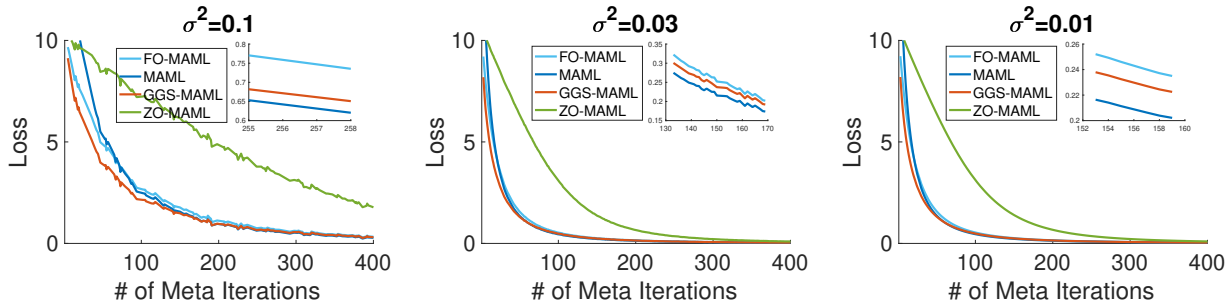 σ²=0.1
10
5
0
Loss
FO-MAML
MAML
GGS-MAML
ZO-MAML
0.8
0.7
0.65
0.6
255 256 257 258
100 200 300 400
# of Meta Iterations
σ²=0.03
10
5
0
Loss
FO-MAML
MAML
GGS-MAML
ZO-MAML
0.35
0.3
0.25
0.2
0.15
130 140 150 160 170
100 200 300 400
# of Meta Iterations
σ²=0.01
10
5
0
Loss
FO-MAML
MAML
GGS-MAML
ZO-MAML
0.26
0.24
0.22
0.2
152 154 156 158 160
100 200 300 400
# of Meta Iterations